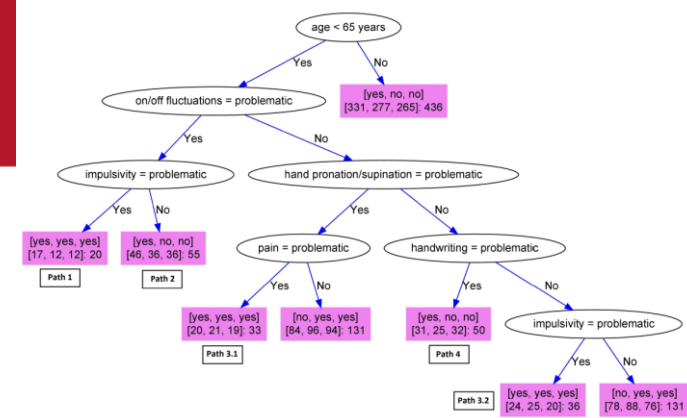 age < 65 years
Yes
No
on/off fluctuations = problematic
[yes, no, no]
[331, 277, 265]: 436
Yes
No
impulsivity = problematic
hand pronation/supination = problematic
Yes
No
Yes
No
[yes, yes, yes]
[17, 12, 12]: 20
[yes, no, no]
[46, 36, 36]: 55
pain = problematic
handwriting = problematic
Path 1
Path 2
Yes
No
Yes
No
[yes, yes, yes]
[20, 21, 19]: 33
[no, yes, yes]
[84, 96, 94]: 131
[yes, no, no]
[31, 25, 32]: 50
impulsivity = problematic
Path 3.1
Path 4
Yes
No
Path 3.2
[yes, yes, yes]
[24, 25, 20]: 36
[no, yes, yes]
[78, 88, 76]: 131